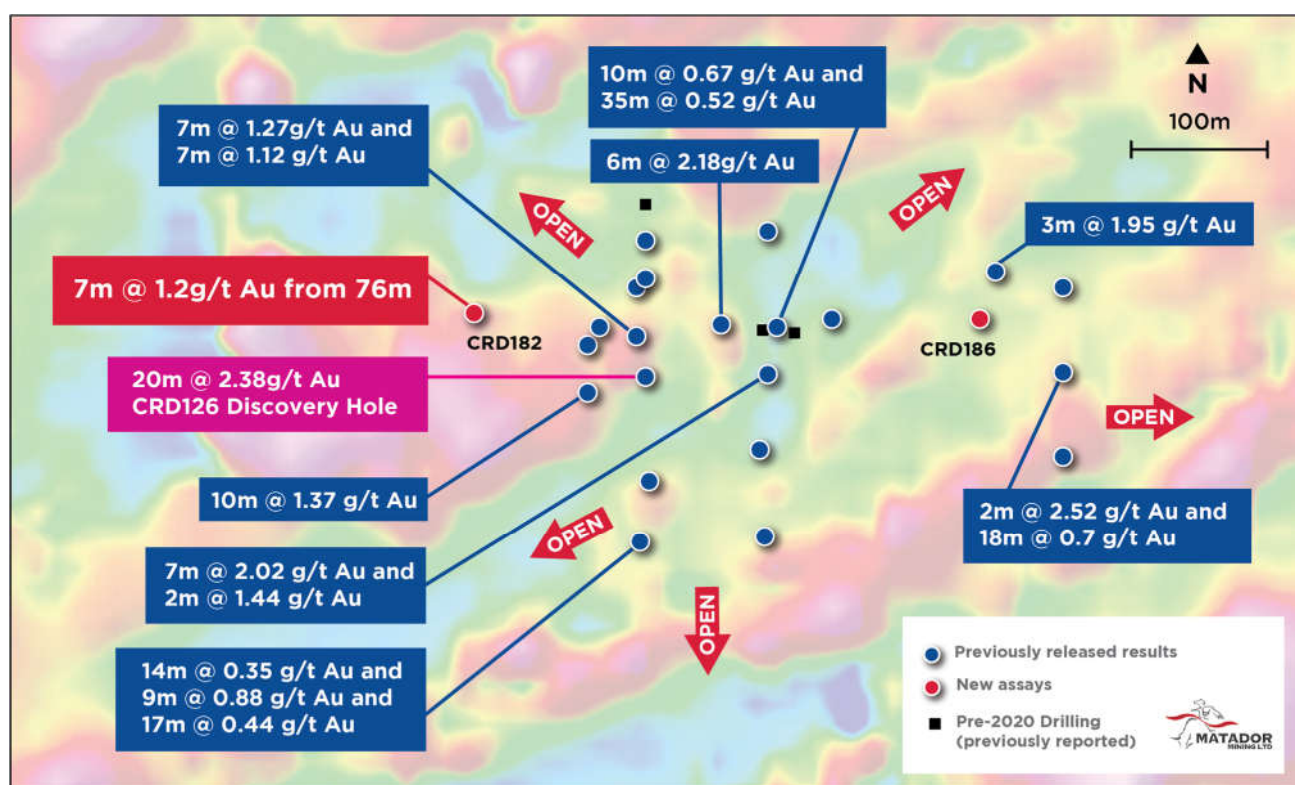 10m @ 0.67 g/t Au and
35m @ 0.52 g/t Au
N
100m
7m @ 1.27g/t Au and
7m @ 1.12 g/t Au
6m @ 2.18g/t Au
OPEN
OPEN
3m @ 1.95 g/t Au
7m @ 1.2g/t Au from 76m
CRD182
CRD186
20m @ 2.38g/t Au
CRD126 Discovery Hole
OPEN
10m @ 1.37 g/t Au
2m @ 2.52 g/t Au and
18m @ 0.7 g/t Au
OPEN
7m @ 2.02 g/t Au and
2m @ 1.44 g/t Au
OPEN
14m @ 0.35 g/t Au and
9m @ 0.88 g/t Au and
17m @ 0.44 g/t Au
Previously released results
New assays
Pre-2020 Drilling
(previously reported)
MATADOR
MINING LTD